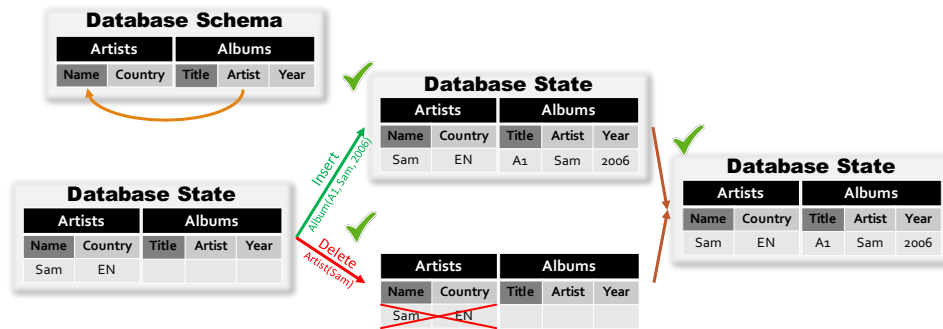 Database Schema
Artists Albums
Name Country Title Artist Year
Database State
Artists Albums
Name Country Title Artist Year
Sam EN A1 Sam 2006
Database State
Artists Albums
Name Country Title Artist Year
Sam EN
Insert
Album(A1, Sam, 2006)
Delete
Artist(Sam)
Artists Albums
Name Country Title Artist Year
Sam EN
Database State
Artists Albums
Name Country Title Artist Year
Sam EN A1 Sam 2006